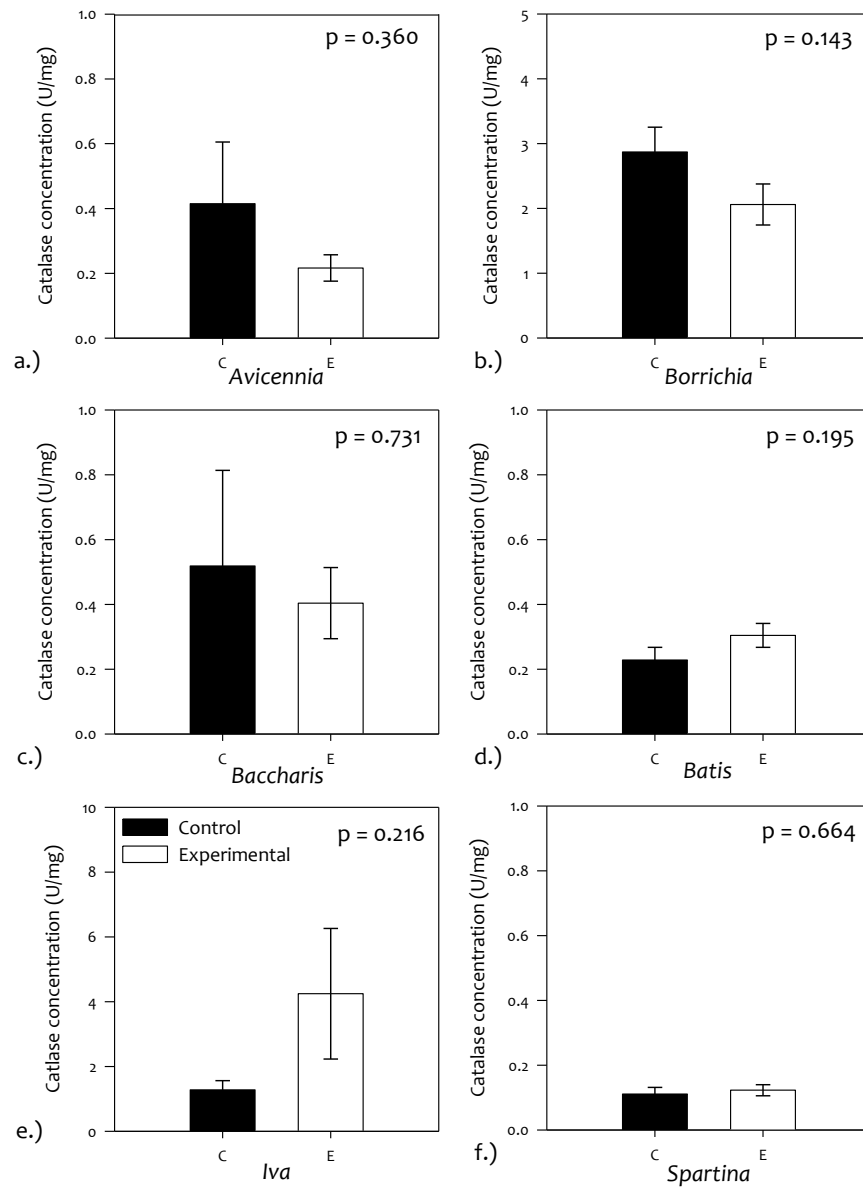 Catalase concentration (U/mg)
1.0
0.8
0.6
0.4
0.2
0.0
p = 0.360
C E
a.)
Avicennia
Catalase concentration (U/mg)
5
4
3
2
1
0
p = 0.143
C E
b.)
Borrichia
Catalase concentration (U/mg)
1.0
0.8
0.6
0.4
0.2
0.0
p = 0.731
C E
c.)
Baccharis
Catalase concentration (U/mg)
1.0
0.8
0.6
0.4
0.2
0.0
p = 0.195
C E
d.)
Batis
Catlase concentration (U/mg)
10
8
6
4
2
0
Control
Experimental
p = 0.216
C E
e.)
Iva
Catalase concentration (U/mg)
1.0
0.8
0.6
0.4
0.2
0.0
p = 0.664
C E
f.)
Spartina